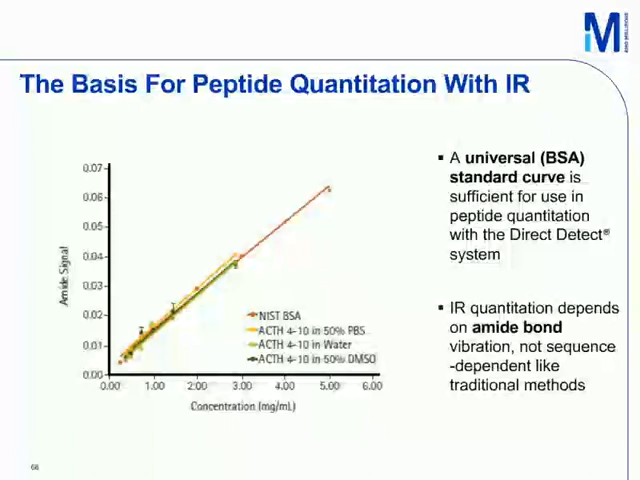 M
The Basis For Peptide Quantitation With IR
▪ A universal (BSA)
standard curve is
sufficient for use in
peptide quantitation
with the Direct Detect®
system
▪ IR quantitation depends
on amide bond
vibration, not sequence
-dependent like
traditional methods
Amide Signal
0.07
0.06
0.05
0.04
0.03
0.02
0.01
0.00
0.00 1.00 2.00 3.00 4.00 5.00 6.00
Concentration (mg/mL)
NIST BSA
ACTH 4-10 in 50% PBS
ACTH 4-10 in Water
ACTH 4-10 in 50% DMSO